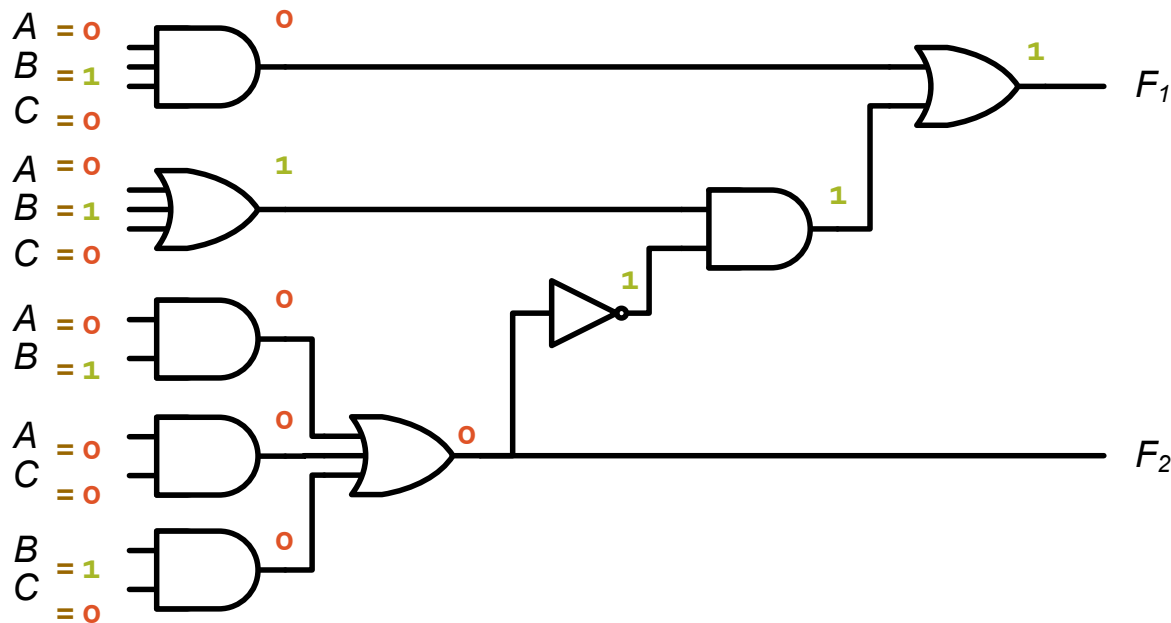 A = 0
0
B = 1
C = 0
1
F1
A = 0
1
B = 1
1
C = 0
1
A = 0
0
B = 1
A = 0
0
0
C = 0
F2
B = 1
0
C = 0